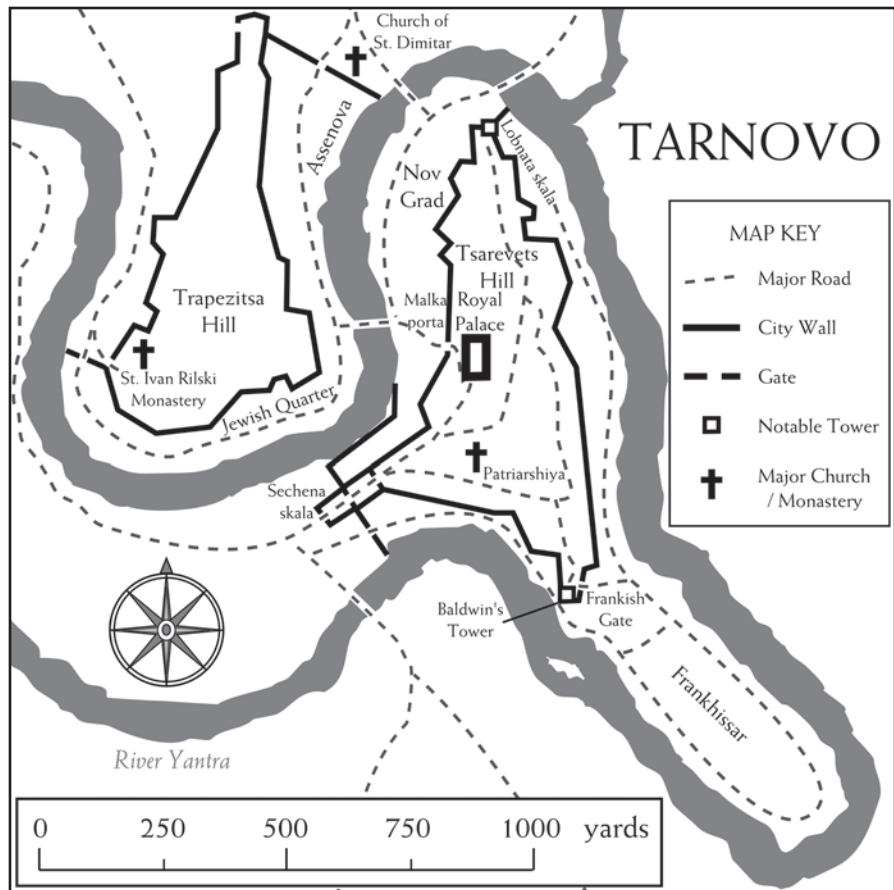 Church of
St. Dimitar
TARNOVO
Assenova
Lobnata skala
Nov
Grad
Tsarevets
Hill
Trapezitsa
Hill
Malka
porta
Royal
Palace
St. Ivan Rilski
Monastery
Jewish Quarter
Sechena
skala
Patriarshiya
Baldwin's
Tower
Frankish
Gate
Frankhissar
River Yantra
MAP KEY
Major Road
City Wall
Gate
Notable Tower
Major Church
/ Monastery
0 250 500 750 1000 yards